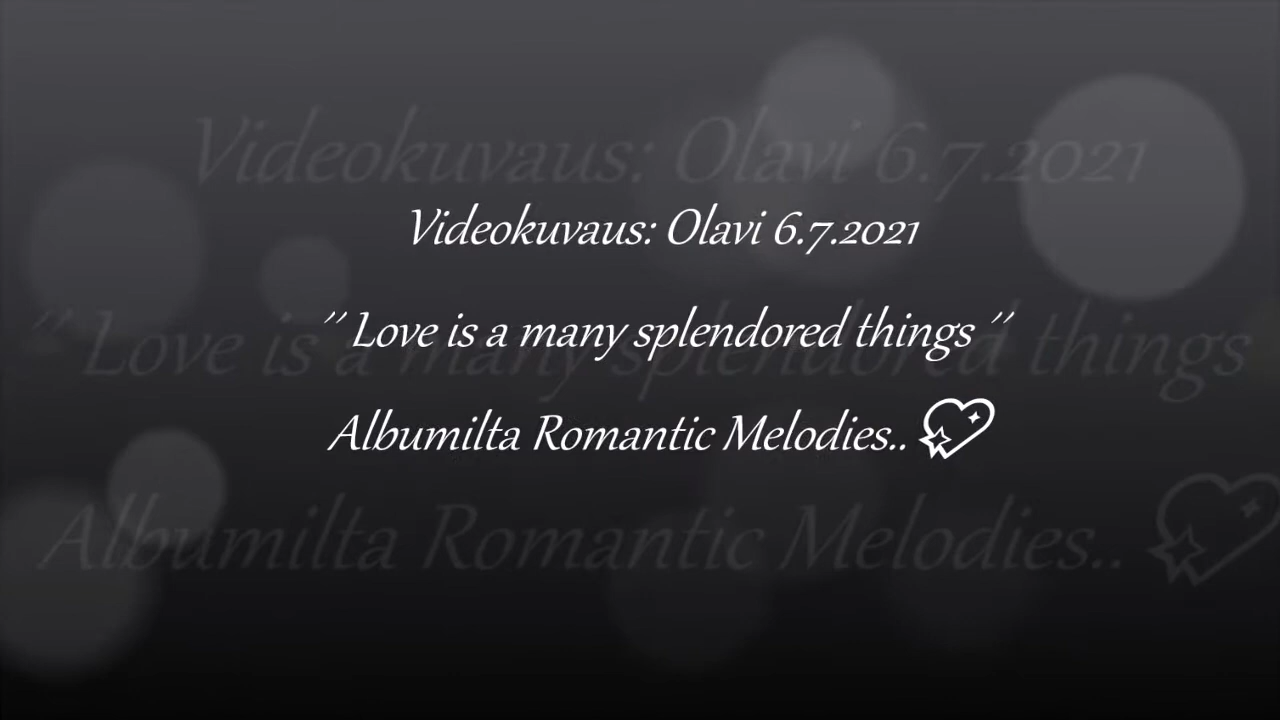 Videokuvaus: Olavi 6.7.2021
'' Love is a many splendored things ''
Albumilta Romantic Melodies.. 💘